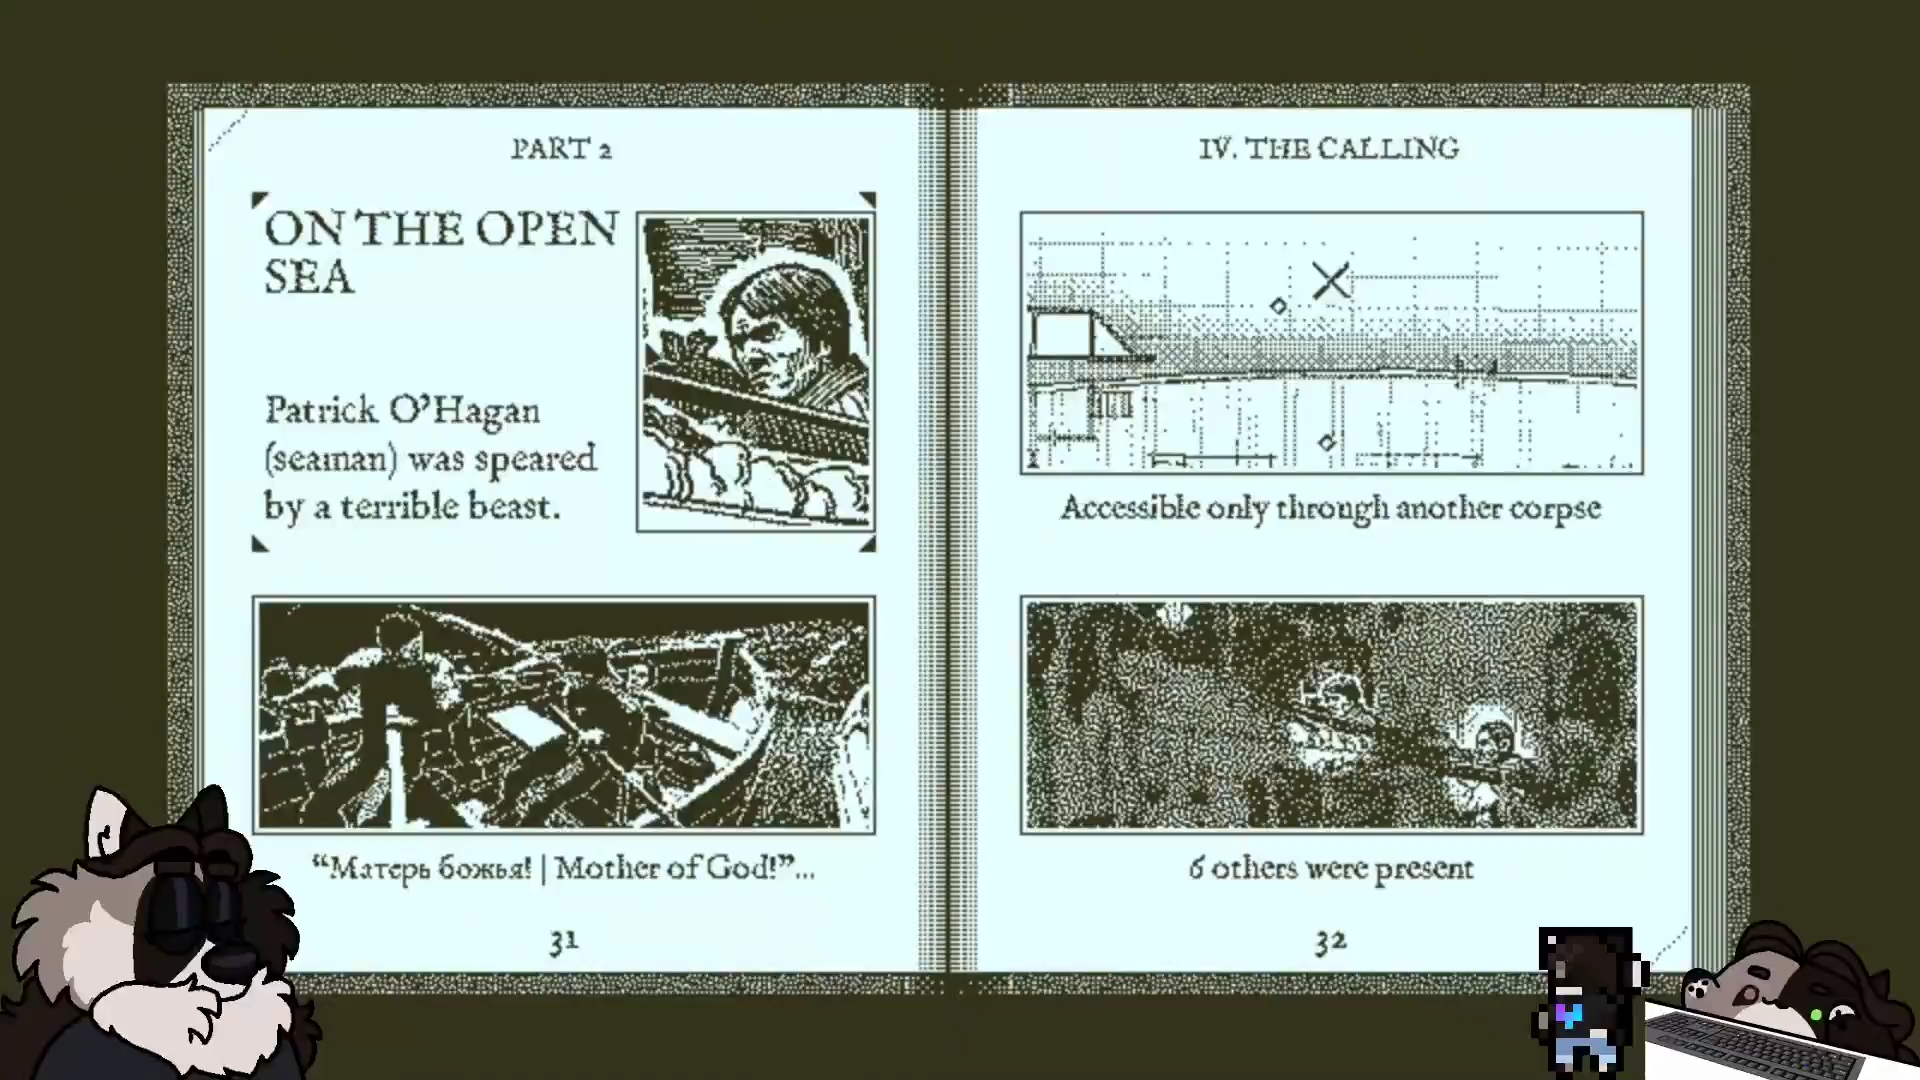 PART 2
ON THE OPEN
SEA
Patrick O'Hagan
(seaman) was speared
by a terrible beast.
“Матерь божья! | Mother of God!”...
31
IV. THE CALLING
Accessible only through another corpse
6 others were present
32